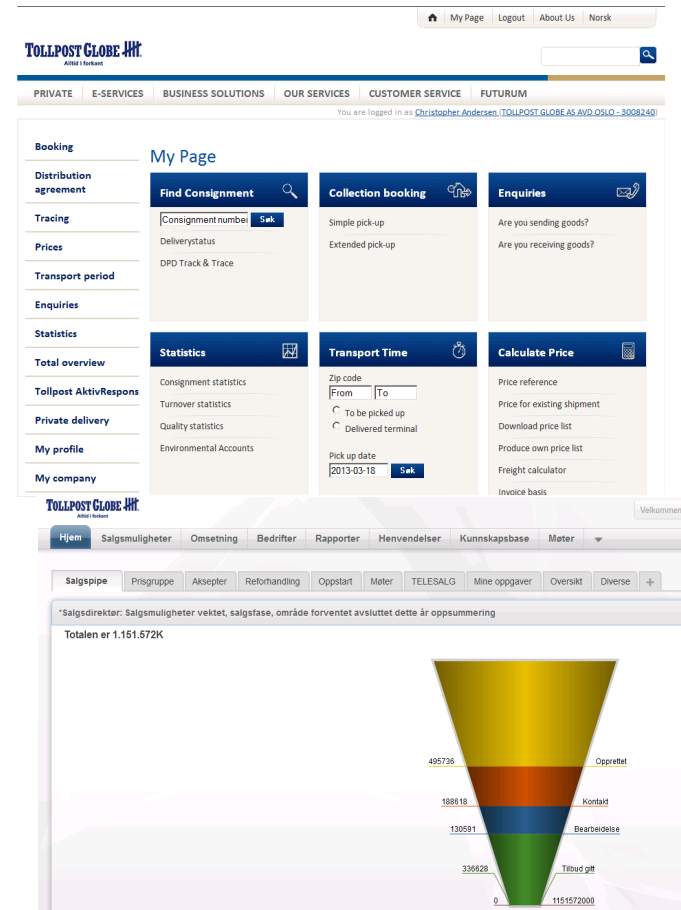 My Page Logout About Us Norsk
TOLLPOST GLOBE
Alltid i forkant
PRIVATE E-SERVICES BUSINESS SOLUTIONS OUR SERVICES CUSTOMER SERVICE FUTURUM
You are logged in as Christopher Andersen (TOLLPOST GLOBE AS AVD OSLO - 3008240)
Booking
Distribution
agreement
Tracing
Prices
Transport period
Enquiries
Statistics
Total overview
Tollpost AktivRespons
Private delivery
My profile
My company
My Page
Find Consignment
Consignment number Søk
Deliverystatus
DPD Track & Trace
Collection booking
Simple pick-up
Extended pick-up
Enquiries
Are you sending goods?
Are you receiving goods?
Statistics
Consignment statistics
Turnover statistics
Quality statistics
Environmental Accounts
Transport Time
Zip code
From To
To be picked up
Delivered terminal
Pick up date
2013-03-18 Søk
Calculate Price
Price reference
Price for existing shipment
Download price list
Produce own price list
Freight calculator
Invoice basis
TOLLPOST GLOBE
Alltid i forkant
Velkommen
Hjem Salgsmuligheter Omsetning Bedrifter Rapporter Henvendelser Kunnskapsbase Møter
Salgspipe Prisgruppe Aksepter Reforhandling Oppstart Møter TELESALG Mine oppgaver Oversikt Diverse +
*Salgsdirektør: Salgsmuligheter vektet, salgsfase, område forventet avsluttet dette år oppsummering
Totalen er 1.151.572K
495736 Opprettet
188618 Kontakt
130591 Bearbeidelse
336628 Tilbud gitt
0 1151572000